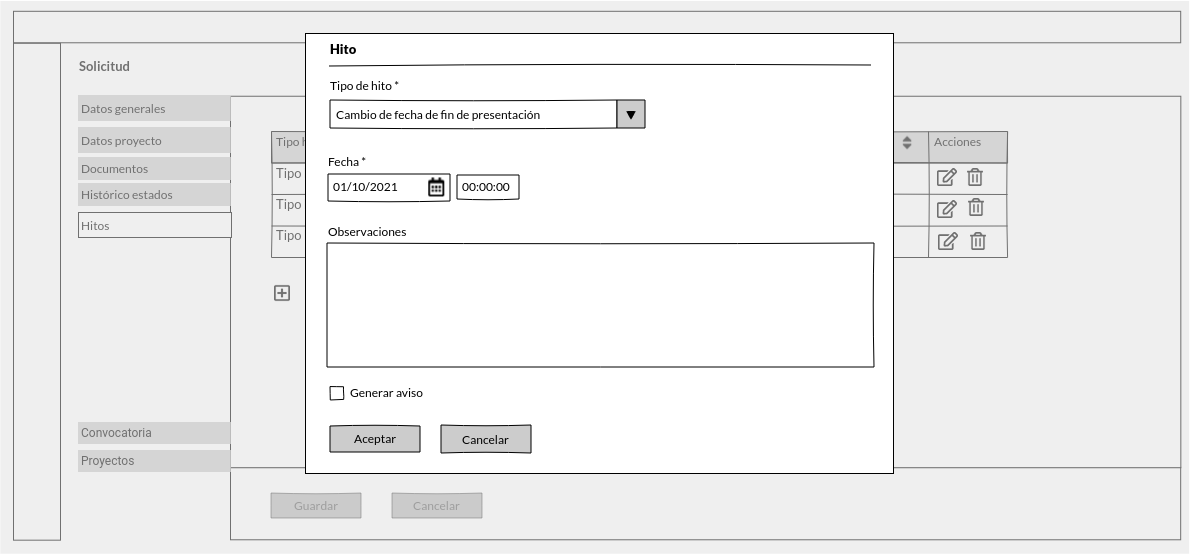 Hito
Solicitud
Tipo de hito *
Cambio de fecha de fin de presentación
Datos generales
Datos proyecto
Documentos
Histórico estados
Hitos
Tipo h
Acciones
Tipo
Tipo
Tipo
Fecha *
01/10/2021 00:00:00
Observaciones
Generar aviso
Aceptar Cancelar
Convocatoria
Proyectos
Guardar Cancelar